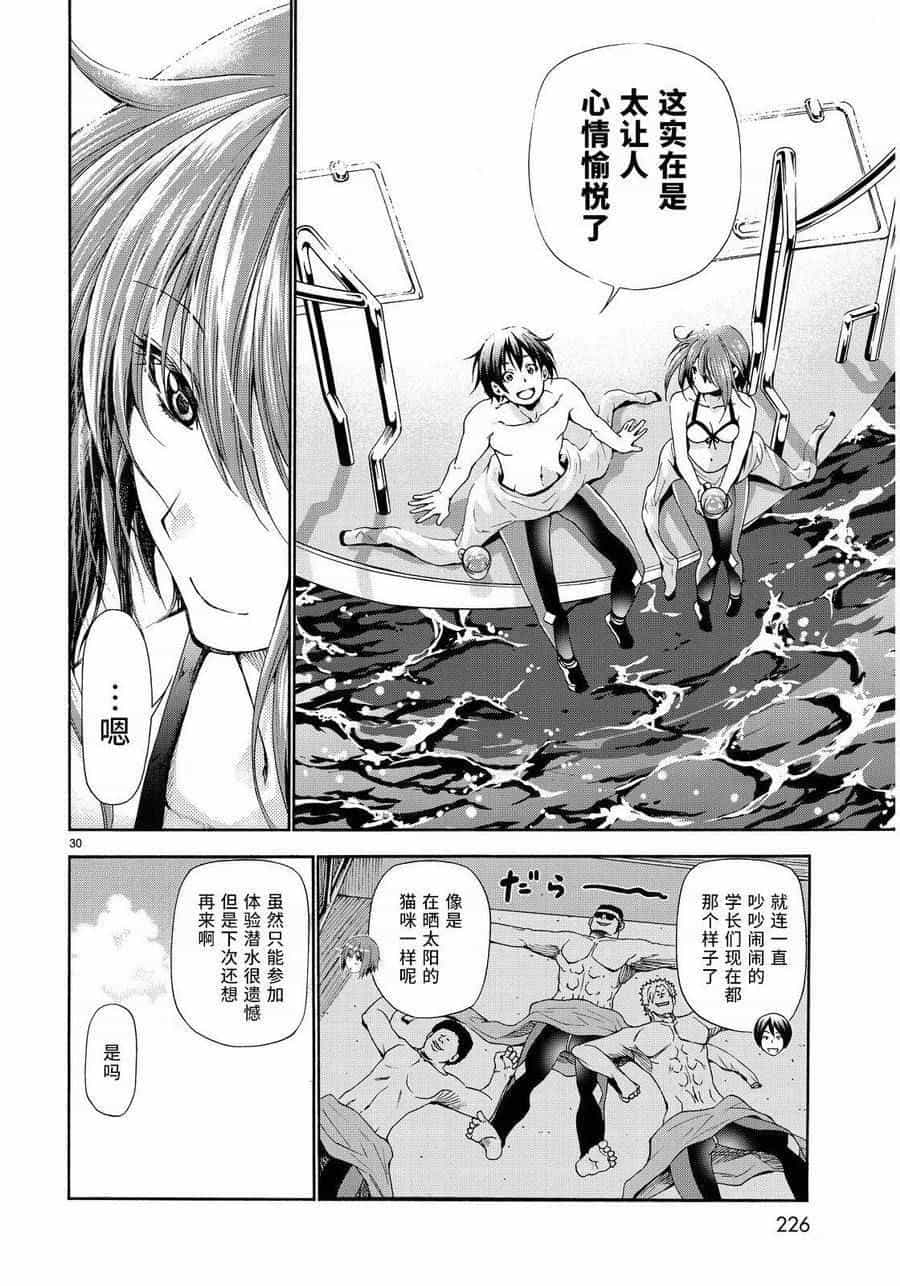 这实在是
太让人
心情愉悦了
…嗯
就连一直
吵吵闹闹的
学长们现在都
那个样子了
だら〜
像是
在晒太阳的
猫咪一样呢
虽然只能参加
体验潜水很遗憾
但是下次还想
再来啊
是吗
30
226